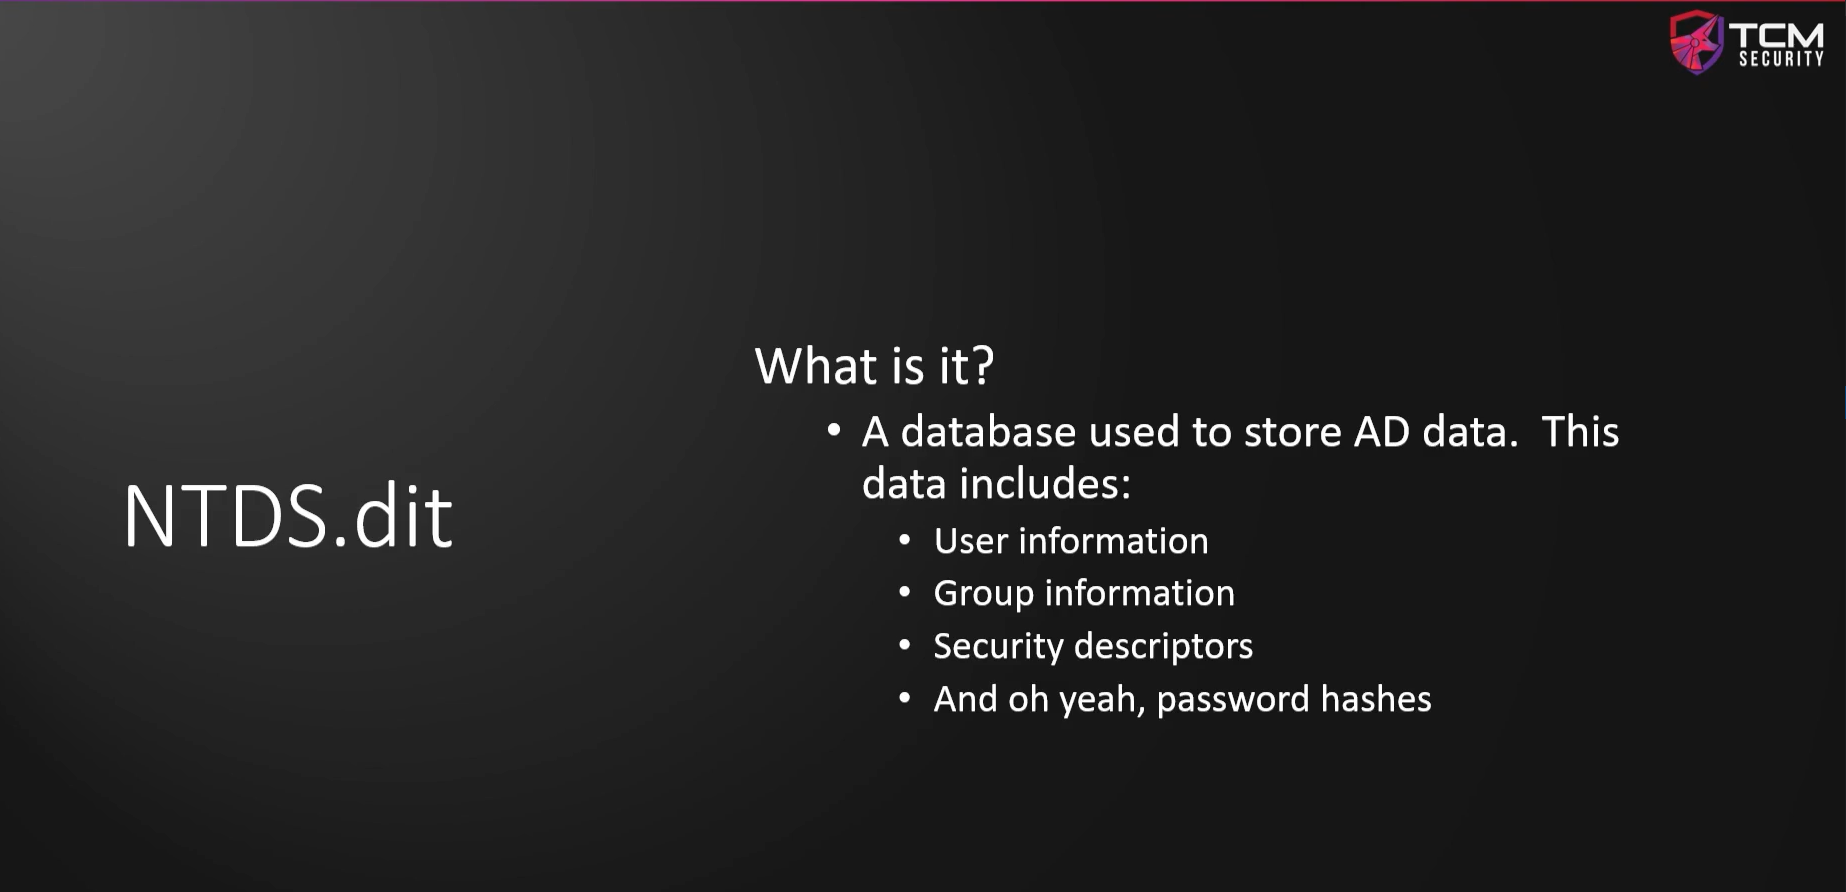 TCM
SECURITY
NTDS.dit
What is it?
• A database used to store AD data.  This
data includes:
• User information
• Group information
• Security descriptors
• And oh yeah, password hashes